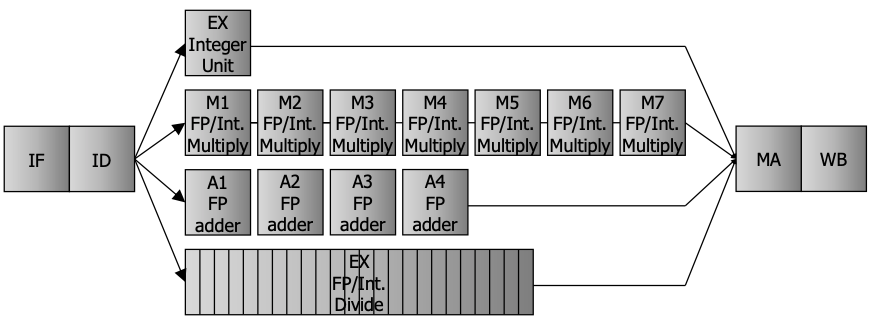 EX
Integer
Unit
M1
FP/Int.
Multiply
M2
FP/Int.
Multiply
M3
FP/Int.
Multiply
M4
FP/Int.
Multiply
M5
FP/Int.
Multiply
M6
FP/Int.
Multiply
M7
FP/Int.
Multiply
IF
ID
MA
WB
A1
FP
adder
A2
FP
adder
A3
FP
adder
A4
FP
adder
EX
FP/Int.
Divide